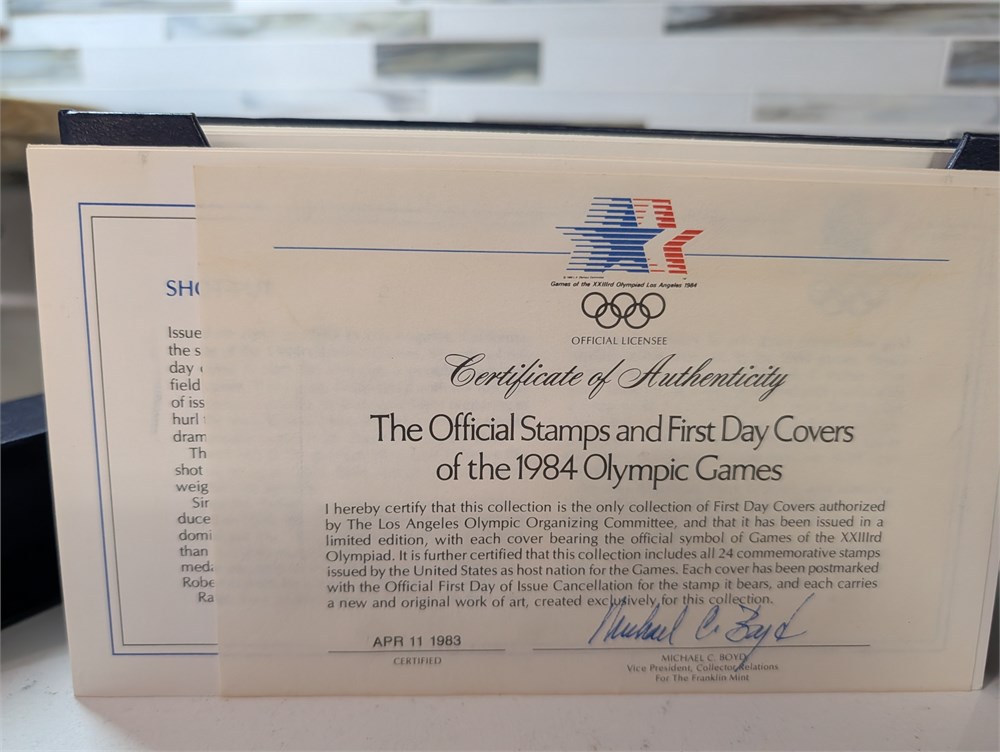 Games of the XXIIIrd Olympiad Los Angeles 1984
OFFICIAL LICENSEE
Certificate of Authenticity
The Official Stamps and First Day Covers
of the 1984 Olympic Games
I hereby certify that this collection is the only collection of First Day Covers authorized
by The Los Angeles Olympic Organizing Committee, and that it has been issued in a
limited edition, with each cover bearing the official symbol of Games of the XXIIIrd
Olympiad. It is further certified that this collection includes all 24 commemorative stamps
issued by the United States as host nation for the Games. Each cover has been postmarked
with the Official First Day of Issue Cancellation for the stamp it bears, and each carries
a new and original work of art, created exclusively for this collection.
Michael C. Boyd
APR 11 1983
CERTIFIED
MICHAEL C. BOYD
Vice President, Collector Relations
For The Franklin Mint
SHO
Issue
the s
day
field
of iss
hurl
dram
Th
shot
weig
Sir
duce
domi
than
meda
Robe
Ra